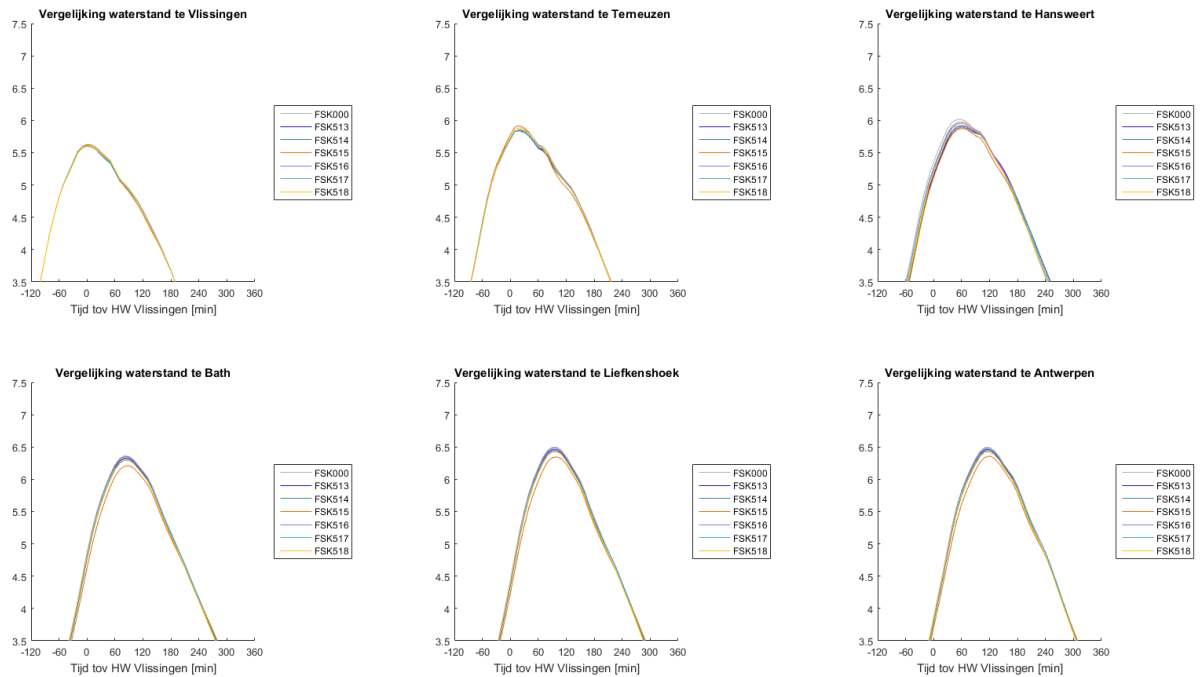 Vergelijking waterstand te Vlissingen
7.5
7
6.5
6
5.5
5
4.5
4
3.5
-120 -60 0 60 120 180 240 300 360
Tijd tov HW Vlissingen [min]
FSK000
FSK513
FSK514
FSK515
FSK516
FSK517
FSK518
Vergelijking waterstand te Terneuzen
7.5
7
6.5
6
5.5
5
4.5
4
3.5
-120 -60 0 60 120 180 240 300 360
Tijd tov HW Vlissingen [min]
FSK000
FSK513
FSK514
FSK515
FSK516
FSK517
FSK518
Vergelijking waterstand te Hansweert
7.5
7
6.5
6
5.5
5
4.5
4
3.5
-120 -60 0 60 120 180 240 300 360
Tijd tov HW Vlissingen [min]
FSK000
FSK513
FSK514
FSK515
FSK516
FSK517
FSK518
Vergelijking waterstand te Bath
7.5
7
6.5
6
5.5
5
4.5
4
3.5
-120 -60 0 60 120 180 240 300 360
Tijd tov HW Vlissingen [min]
FSK000
FSK513
FSK514
FSK515
FSK516
FSK517
FSK518
Vergelijking waterstand te Liefkenshoek
7.5
7
6.5
6
5.5
5
4.5
4
3.5
-120 -60 0 60 120 180 240 300 360
Tijd tov HW Vlissingen [min]
FSK000
FSK513
FSK514
FSK515
FSK516
FSK517
FSK518
Vergelijking waterstand te Antwerpen
7.5
7
6.5
6
5.5
5
4.5
4
3.5
-120 -60 0 60 120 180 240 300 360
Tijd tov HW Vlissingen [min]
FSK000
FSK513
FSK514
FSK515
FSK516
FSK517
FSK518